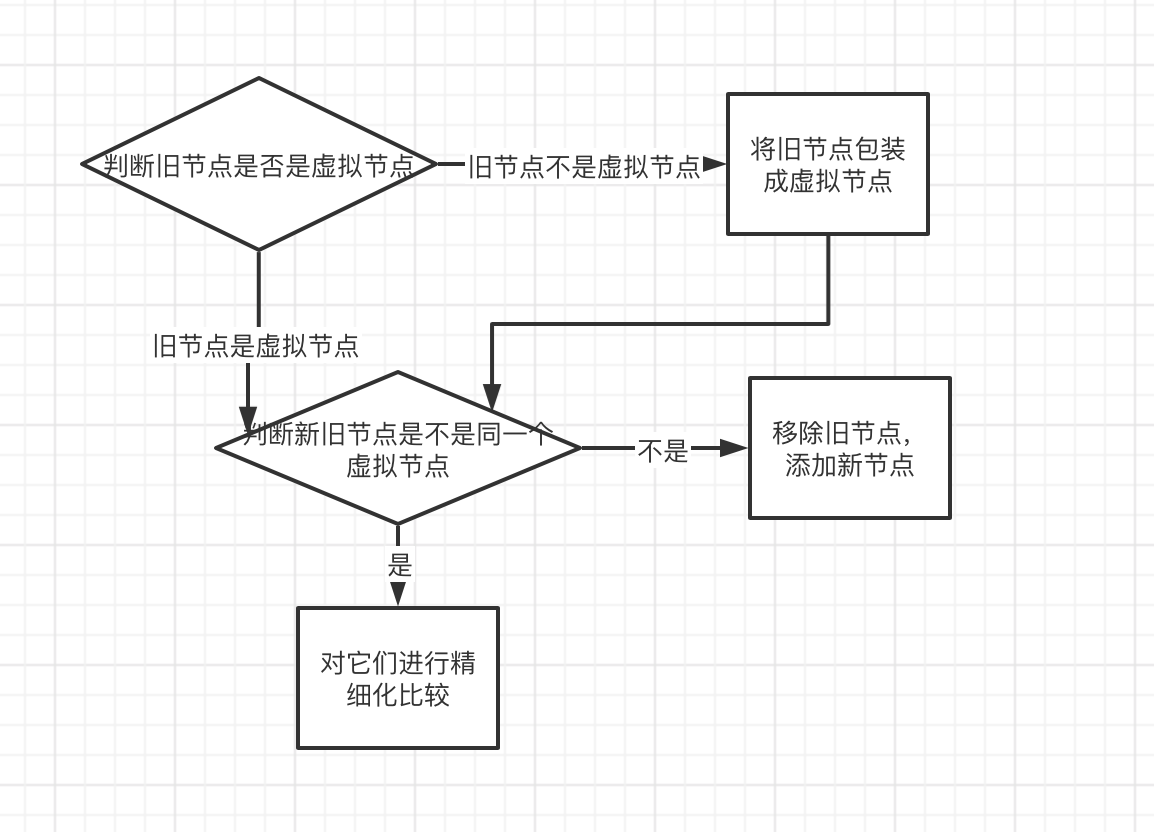 判断旧节点是否是虚拟节点
旧节点不是虚拟节点
将旧节点包装
成虚拟节点
旧节点是虚拟节点
判断新旧节点是不是同一个
虚拟节点
不是
移除旧节点，
添加新节点
是
对它们进行精
细化比较